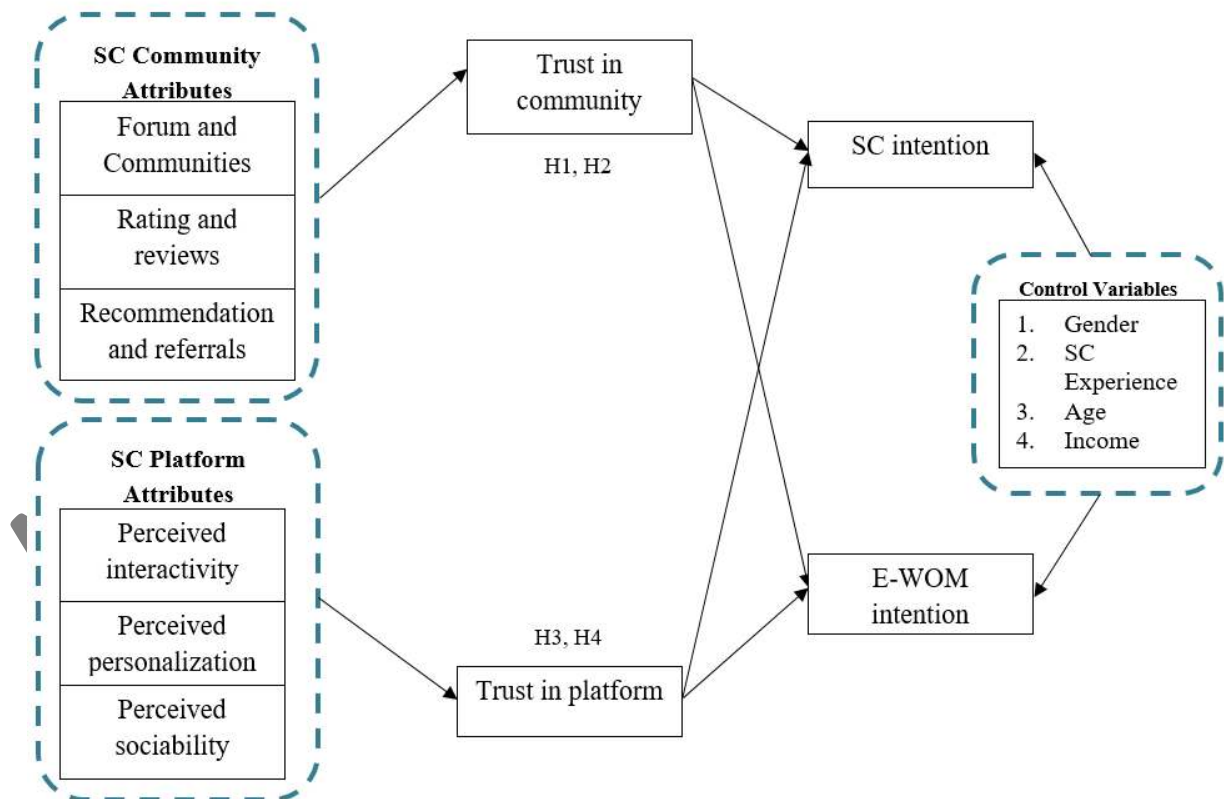 SC Community
Attributes
Forum and
Communities
Rating and
reviews
Recommendation
and referrals
Trust in
community
H1, H2
SC intention
Control Variables
1. Gender
2. SC
Experience
3. Age
4. Income
SC Platform
Attributes
Perceived
interactivity
Perceived
personalization
Perceived
sociability
H3, H4
Trust in platform
E-WOM
intention